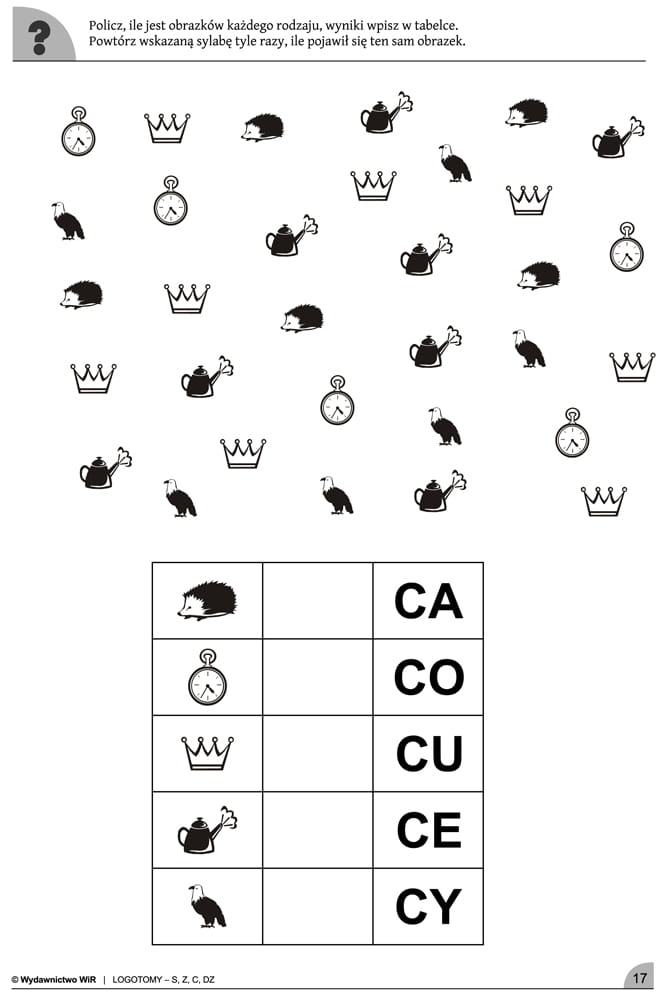 ?
Policz, ile jest obrazków każdego rodzaju, wyniki wpisz w tabelce.
Powtórz wskazaną sylabę tyle razy, ile pojawił się ten sam obrazek.
CA
CO
CU
CE
CY
© Wydawnictwo WiR | LOGOTOMY – S, Z, C, DZ
17